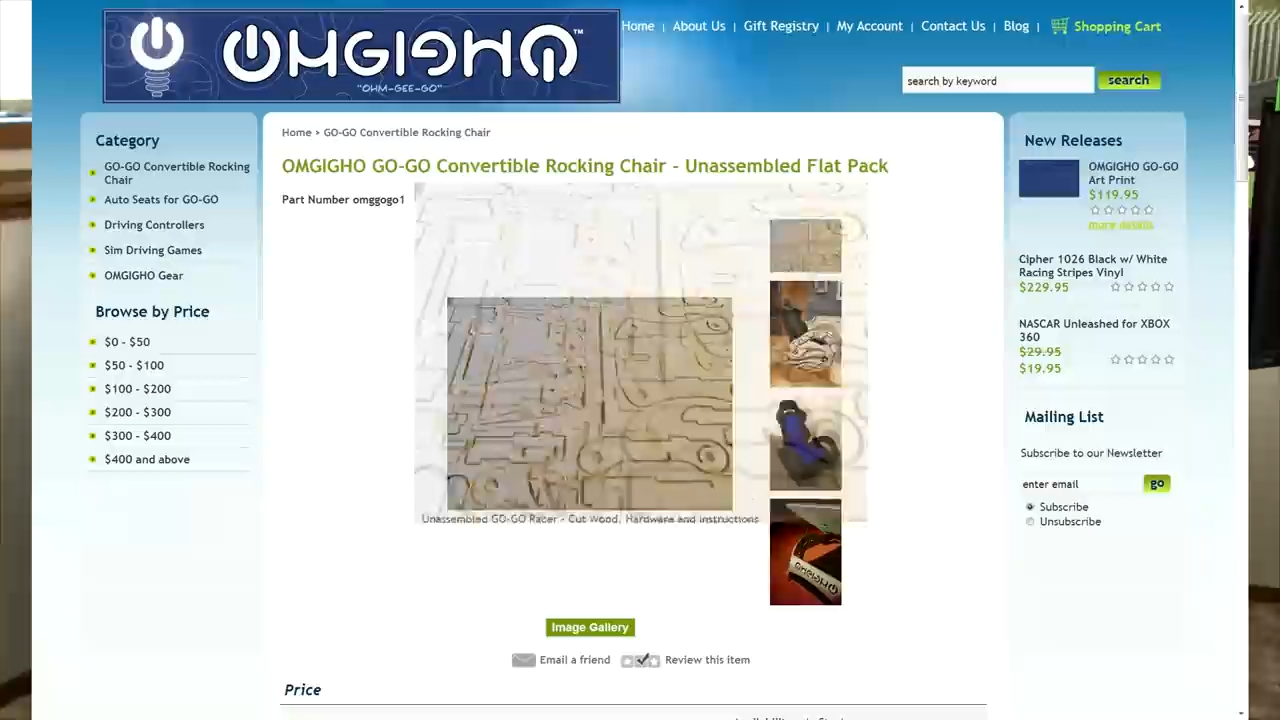 OMGIGHO™
"OHM-GEE-GO"
Home | About Us | Gift Registry | My Account | Contact Us | Blog | Shopping Cart
search by keyword
search
Category
GO-GO Convertible Rocking
Chair
Auto Seats for GO-GO
Driving Controllers
Sim Driving Games
OMGIGHO Gear
Browse by Price
$0 - $50
$50 - $100
$100 - $200
$200 - $300
$300 - $400
$400 and above
Home > GO-GO Convertible Rocking Chair
OMGIGHO GO-GO Convertible Rocking Chair - Unassembled Flat Pack
Part Number omggogo1
Unassembled GO-GO Racer - Cut Wood, Hardware and Instructions
OMGIGHO
Image Gallery
Email a friend
Review this item
Price
New Releases
OMGIGHO GO-GO
Art Print
$119.95
more details
Cipher 1026 Black w/ White
Racing Stripes Vinyl
$229.95
NASCAR Unleashed for XBOX
360
$29.95
$19.95
Mailing List
Subscribe to our Newsletter
enter email
go
Subscribe
Unsubscribe